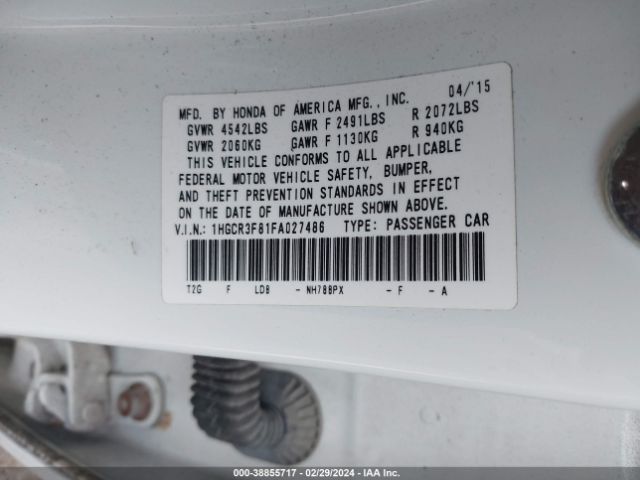 MFD. BY HONDA OF AMERICA MFG., INC. 04/'15
GVWR 4542LBS GAWR F 2491LBS R 2072LBS
GVWR 2060KG GAWR F 1130KG R 940KG
THIS VEHICLE CONFORMS TO ALL APPLICABLE
FEDERAL MOTOR VEHICLE SAFETY, BUMPER,
AND THEFT PREVENTION STANDARDS IN EFFECT
ON THE DATE OF MANUFACTURE SHOWN ABOVE.
V.I.N.: 1HGCR3F81FA027486 TYPE: PASSENGER CAR
T2G F LDB - NH788PX - F - A
000-38855717 - 02/29/2024 - IAA Inc.